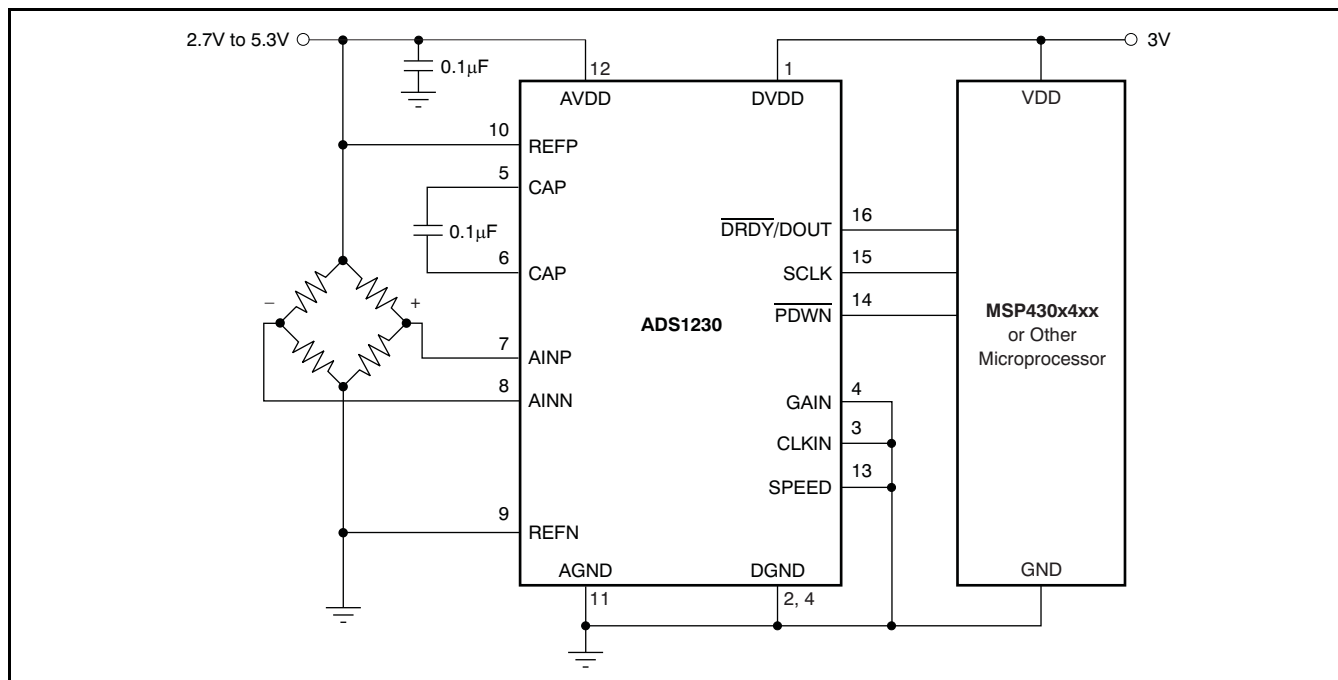 2.7V to 5.3V
0.1μF
12
1
3V
AVDD
DVDD
VDD
10
REFP
5
CAP
0.1μF
6
CAP
DRDY/DOUT
16
SCLK
15
PDWN
14
ADS1230
MSP430x4xx
or Other
Microprocessor
−
+
7
AINP
8
AINN
GAIN
4
CLKIN
3
SPEED
13
9
REFN
AGND
DGND
GND
11
2, 4